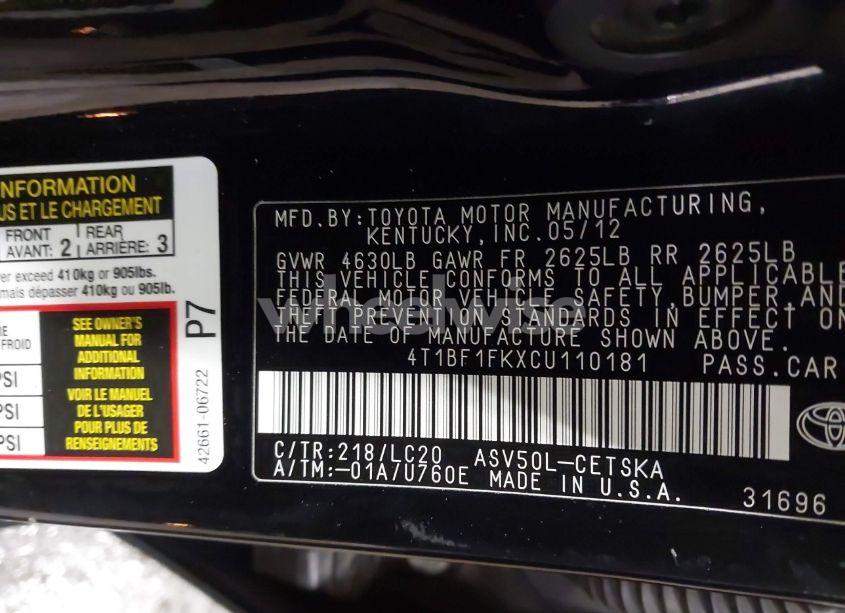 NFORMATION
US ET LE CHARGEMENT
FRONT AVANT: 2 REAR ARRIÈRE: 3
er exceed 410kg or 905lbs.
mais dépasser 410kg ou 905lb.
FROID
PSI
PSI
PSI
SEE OWNER'S
MANUAL FOR
ADDITIONAL
INFORMATION
VOIR LE MANUEL
DE L'USAGER
POUR PLUS DE
RENSEIGNEMENTS
P7
42661-06722
MFD.BY:TOYOTA MOTOR MANUFACTURING,
KENTUCKY,INC.05/12
GVWR 4630LB GAWR FR 2625LB RR 2625LB
THIS VEHICLE CONFORMS TO ALL APPLICABLE
FEDERAL MOTOR VEHICLE SAFETY,BUMPER,AND
THEFT PREVENTION STANDARDS IN EFFECT ON
THE DATE OF MANUFACTURE SHOWN ABOVE.
4T1BF1FKXCU110181 PASS.CAR
C/TR:218/LC20 ASV50L-CETSKA
A/TM:-01A/U760E MADE IN U.S.A.
31696
wheelwise